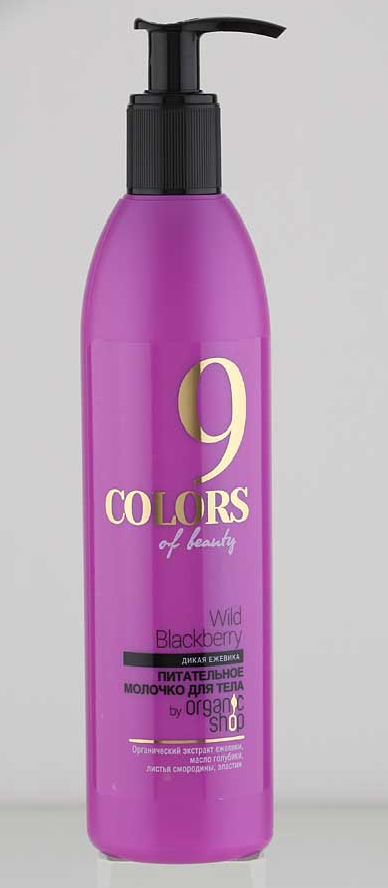 9
COLORS
of beauty
Wild
Blackberry
ДИКАЯ ЕЖЕВИКА
ПИТАТЕЛЬНОЕ
МОЛОЧКО ДЛЯ ТЕЛА
by organic
shop
Органический экстракт ежевики,
масло голубики,
листья смородины, эластин